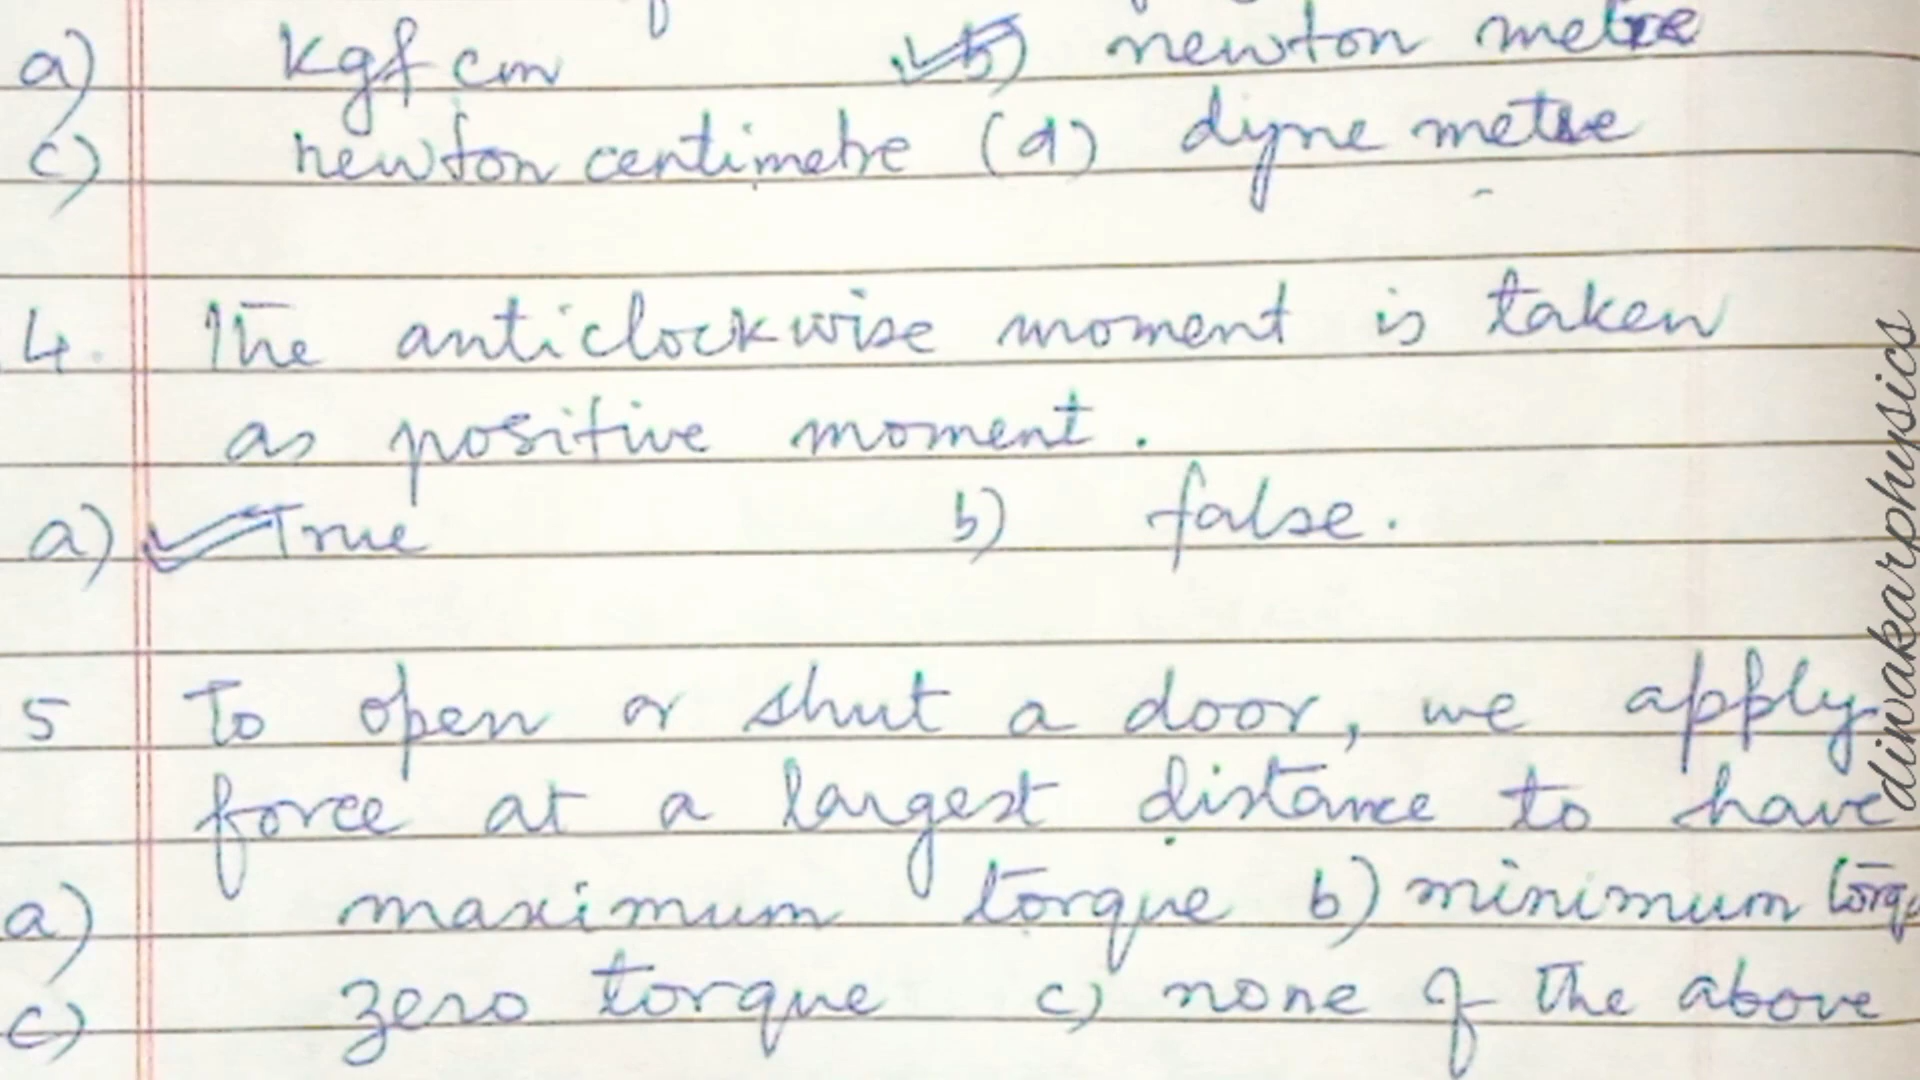 a) kgf cm b) newton metre
c) newton centimetre (d) dyne metre
4. The anticlockwise moment is taken
as positive moment.
a) True b) false.
5 To open or shut a door, we apply
force at a largest distance to have
a) maximum torque b) minimum torqu
c) zero torque c) none of the above
diwakarphysics